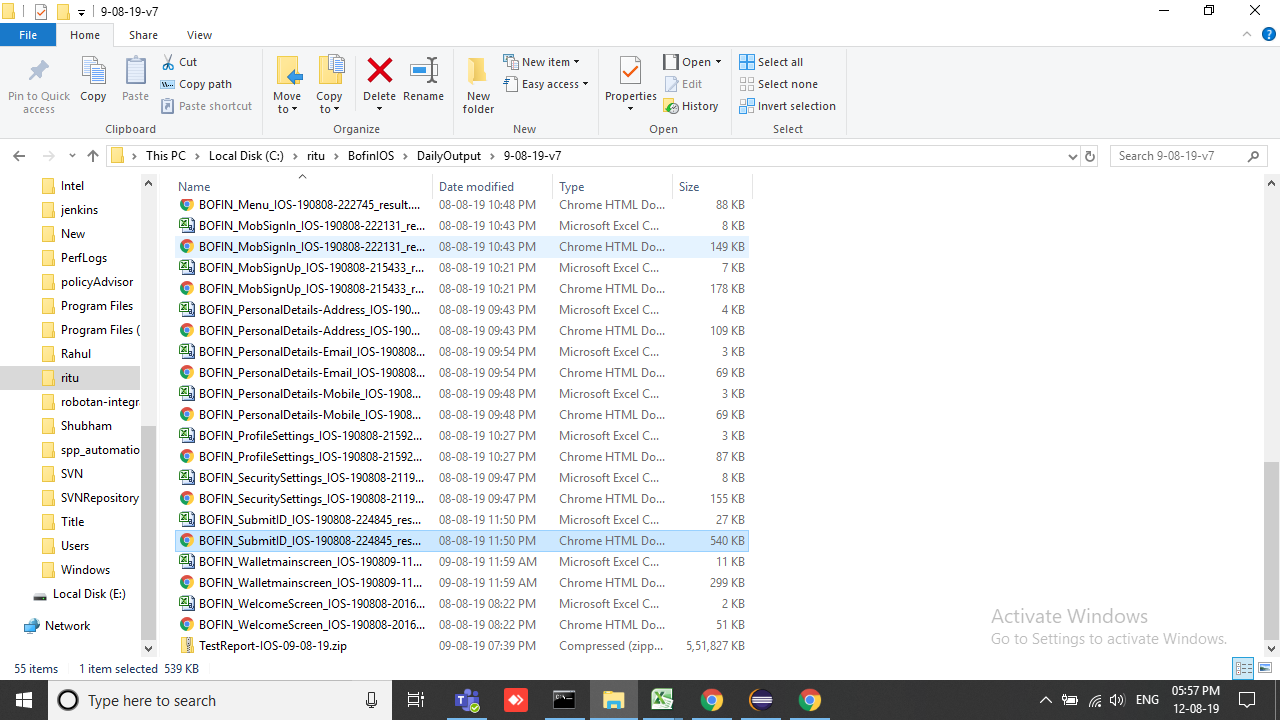 9-08-19-v7
File Home Share View
Pin to Quick access
Copy
Paste
Cut
Copy path
Paste shortcut
Clipboard
Move to
Copy to
Delete
Rename
Organize
New folder
New item
Easy access
New
Properties
Open
Edit
History
Open
Select all
Select none
Invert selection
Select
This PC > Local Disk (C:) > ritu > BofinIOS > DailyOutput > 9-08-19-v7
Search 9-08-19-v7
Intel
jenkins
New
PerfLogs
policyAdvisor
Program Files
Program Files (
Rahul
ritu
robotan-integr
Shubham
spp_automatio
SVN
SVNRepository
Title
Users
Windows
Local Disk (E:)
Network
Name Date modified Type Size
BOFIN_Menu_IOS-190808-222745_result.... 08-08-19 10:48 PM Chrome HTML Do... 88 KB
BOFIN_MobSignIn_IOS-190808-222131_re... 08-08-19 10:43 PM Microsoft Excel C... 8 KB
BOFIN_MobSignIn_IOS-190808-222131_re... 08-08-19 10:43 PM Chrome HTML Do... 149 KB
BOFIN_MobSignUp_IOS-190808-215433_r... 08-08-19 10:21 PM Microsoft Excel C... 7 KB
BOFIN_MobSignUp_IOS-190808-215433_r... 08-08-19 10:21 PM Chrome HTML Do... 178 KB
BOFIN_PersonalDetails-Address_IOS-190... 08-08-19 09:43 PM Microsoft Excel C... 4 KB
BOFIN_PersonalDetails-Address_IOS-190... 08-08-19 09:43 PM Chrome HTML Do... 109 KB
BOFIN_PersonalDetails-Email_IOS-190808... 08-08-19 09:54 PM Microsoft Excel C... 3 KB
BOFIN_PersonalDetails-Email_IOS-190808... 08-08-19 09:54 PM Chrome HTML Do... 69 KB
BOFIN_PersonalDetails-Mobile_IOS-1908... 08-08-19 09:48 PM Microsoft Excel C... 3 KB
BOFIN_PersonalDetails-Mobile_IOS-1908... 08-08-19 09:48 PM Chrome HTML Do... 69 KB
BOFIN_ProfileSettings_IOS-190808-21592... 08-08-19 10:27 PM Microsoft Excel C... 3 KB
BOFIN_ProfileSettings_IOS-190808-21592... 08-08-19 10:27 PM Chrome HTML Do... 87 KB
BOFIN_SecuritySettings_IOS-190808-2119... 08-08-19 09:47 PM Microsoft Excel C... 8 KB
BOFIN_SecuritySettings_IOS-190808-2119... 08-08-19 09:47 PM Chrome HTML Do... 155 KB
BOFIN_SubmitID_IOS-190808-224845_res... 08-08-19 11:50 PM Microsoft Excel C... 27 KB
BOFIN_SubmitID_IOS-190808-224845_res... 08-08-19 11:50 PM Chrome HTML Do... 540 KB
BOFIN_Walletmainscreen_IOS-190809-11... 09-08-19 11:59 AM Microsoft Excel C... 11 KB
BOFIN_Walletmainscreen_IOS-190809-11... 09-08-19 11:59 AM Chrome HTML Do... 299 KB
BOFIN_WelcomeScreen_IOS-190808-2016... 08-08-19 08:22 PM Microsoft Excel C... 2 KB
BOFIN_WelcomeScreen_IOS-190808-2016... 08-08-19 08:22 PM Chrome HTML Do... 51 KB
TestReport-IOS-09-08-19.zip 09-08-19 07:39 PM Compressed (zipp... 5,51,827 KB
Activate Windows
Go to Settings to activate Windows.
55 items 1 item selected 539 KB
Type here to search
ENG
05:57 PM
12-08-19